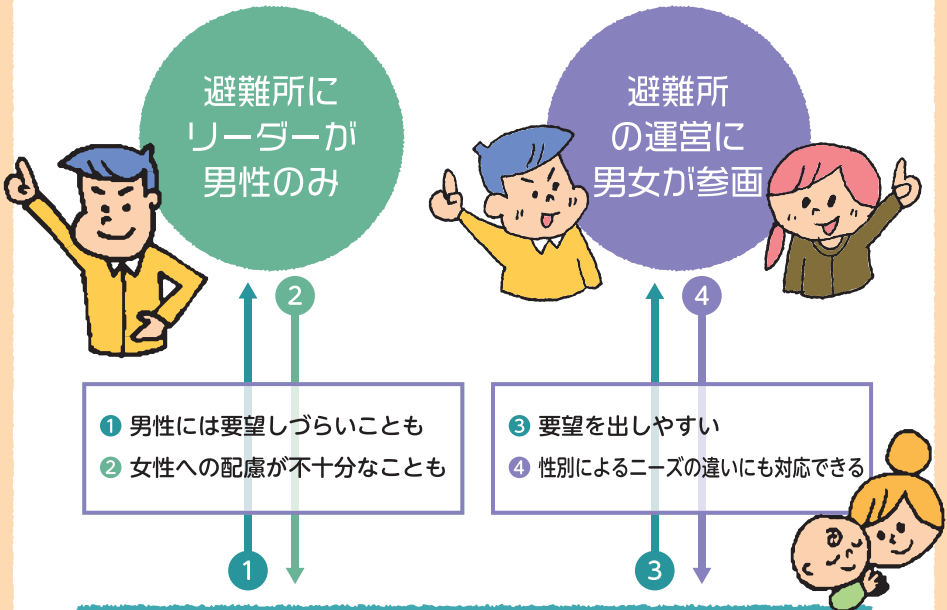 避難所に
リーダーが
男性のみ
避難所
の運営に
男女が参画
2
4
1 男性には要望しづらいことも
2 女性への配慮が不十分なことも
3 要望を出しやすい
4 性別によるニーズの違いにも対応できる
1
3